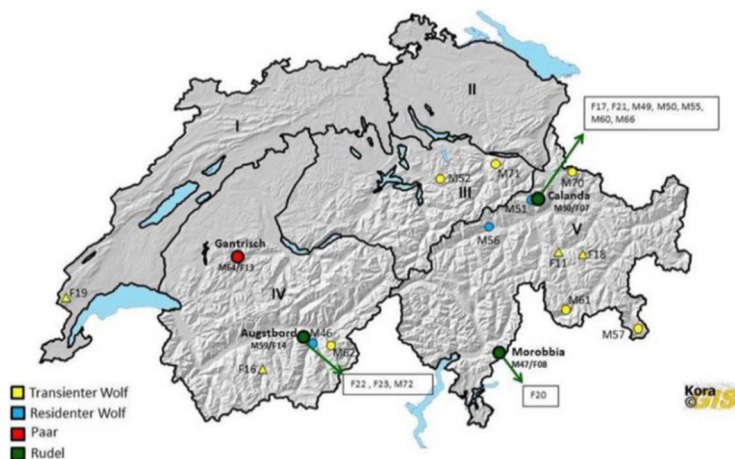 II
I
F17, F21, M49, M50, M55,
M60, M66
M52
M71
III
M70
M51
Calanda
M30/F07
M56
V
Gantrisch
M64/F13
F11
F18
F19
IV
M61
Augstbord
M46
M59/F14
M62
M57
Morobbia
M47/F08
F16
F22 , F23, M72
F20
Transienter Wolf
Residenter Wolf
Paar
Rudel
Kora
©GIS